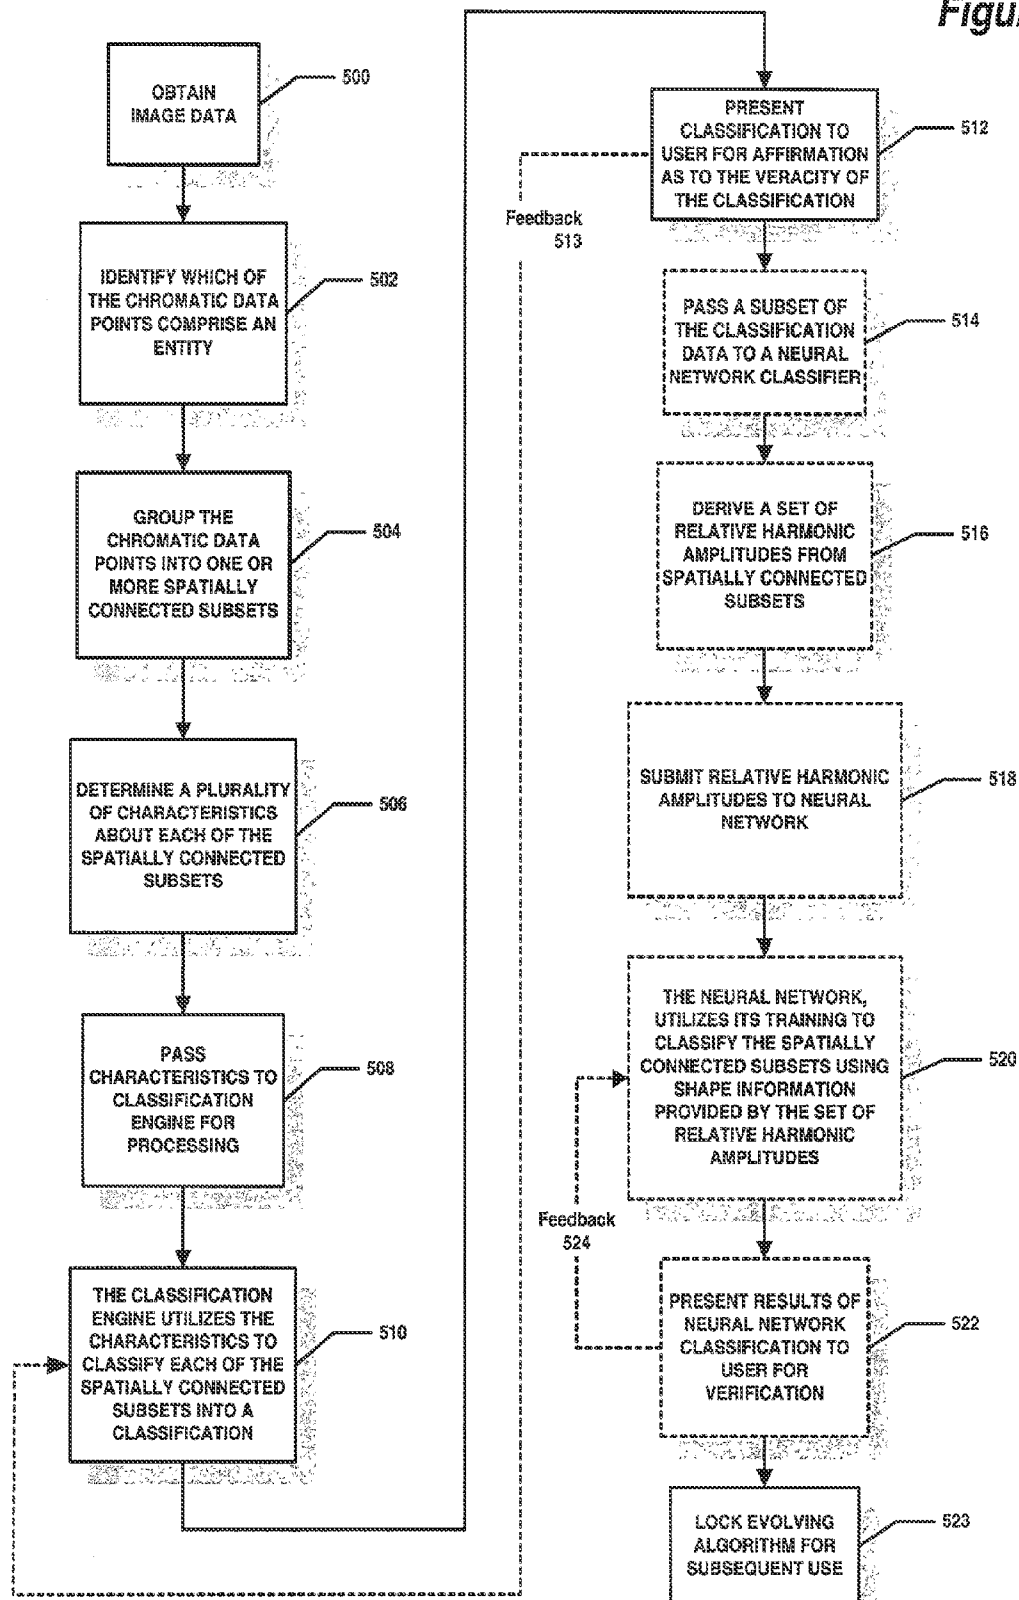 OBTAIN
IMAGE DATA
500
IDENTIFY WHICH OF
THE CHROMATIC DATA
POINTS COMPRISE AN
ENTITY
502
GROUP THE
CHROMATIC DATA
POINTS INTO ONE OR
MORE SPATIALLY
CONNECTED SUBSETS
504
DETERMINE A PLURALITY
OF CHARACTERISTICS
ABOUT EACH OF THE
SPATIALLY CONNECTED
SUBSETS
506
PASS
CHARACTERISTICS TO
CLASSIFICATION
ENGINE FOR
PROCESSING
508
THE CLASSIFICATION
ENGINE UTILIZES THE
CHARACTERISTICS TO
CLASSIFY EACH OF THE
SPATIALLY CONNECTED
SUBSETS INTO A
CLASSIFICATION
510
PRESENT
CLASSIFICATION TO
USER FOR AFFIRMATION
AS TO THE VERACITY OF
THE CLASSIFICATION
512
Feedback
513
PASS A SUBSET OF
THE CLASSIFICATION
DATA TO A NEURAL
NETWORK CLASSIFIER
514
DERIVE A SET OF
RELATIVE HARMONIC
AMPLITUDES FROM
SPATIALLY CONNECTED
SUBSETS
516
SUBMIT RELATIVE HARMONIC
AMPLITUDES TO NEURAL
NETWORK
518
THE NEURAL NETWORK,
UTILIZES ITS TRAINING TO
CLASSIFY THE SPATIALLY
CONNECTED SUBSETS USING
SHAPE INFORMATION
PROVIDED BY THE SET OF
RELATIVE HARMONIC
AMPLITUDES
520
Feedback
524
PRESENT RESULTS OF
NEURAL NETWORK
CLASSIFICATION TO
USER FOR
VERIFICATION
522
LOCK EVOLVING
ALGORITHM FOR
SUBSEQUENT USE
523